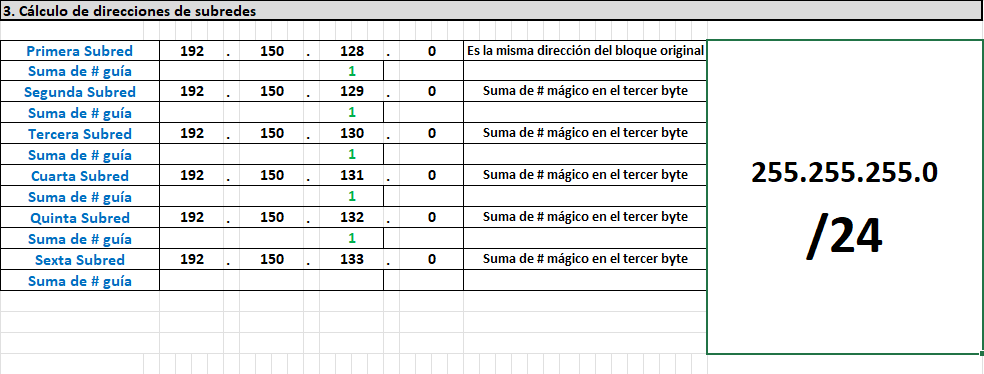 3. Cálculo de direcciones de subredes
Primera Subred 192 . 150 . 128 . 0 Es la misma dirección del bloque original
Suma de # guía 1
Segunda Subred 192 . 150 . 129 . 0 Suma de # mágico en el tercer byte
Suma de # guía 1
Tercera Subred 192 . 150 . 130 . 0 Suma de # mágico en el tercer byte
Suma de # guía 1
Cuarta Subred 192 . 150 . 131 . 0 Suma de # mágico en el tercer byte
Suma de # guía 1
Quinta Subred 192 . 150 . 132 . 0 Suma de # mágico en el tercer byte
Suma de # guía 1
Sexta Subred 192 . 150 . 133 . 0 Suma de # mágico en el tercer byte
Suma de # guía
255.255.255.0
/24